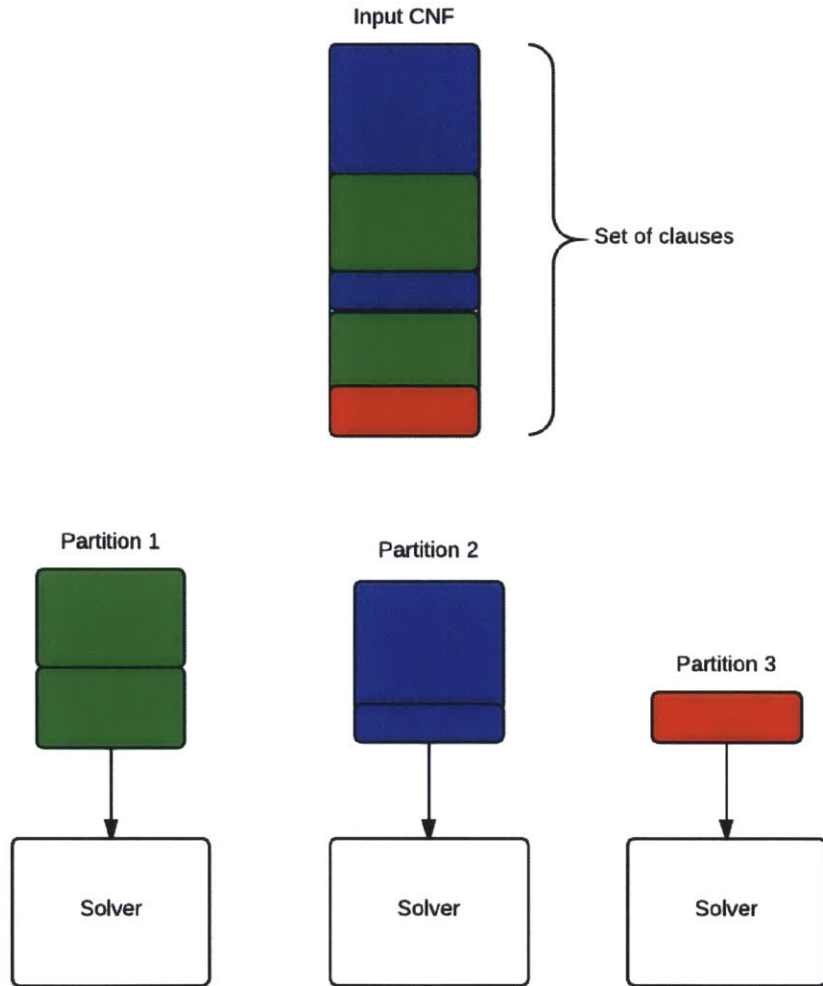 Input CNF
Set of clauses
Partition 1
Partition 2
Partition 3
Solver
Solver
Solver